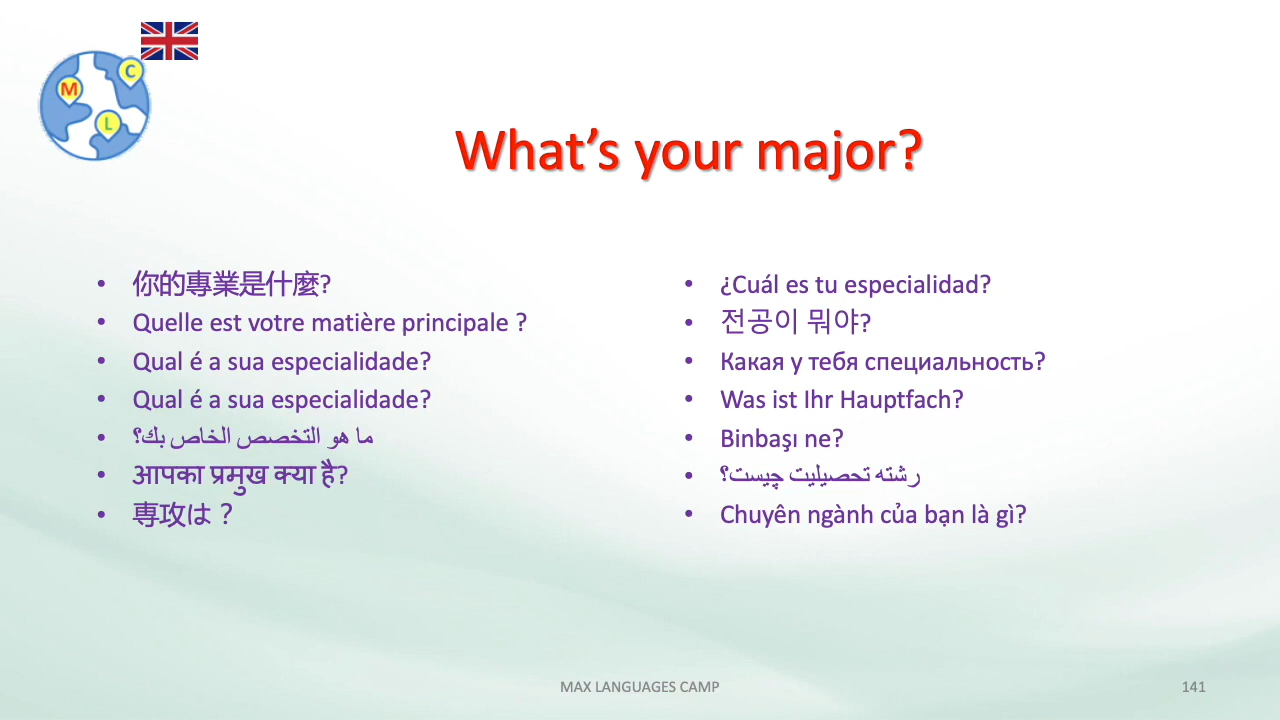 M
C
L
What’s your major?
你的專業是什麼?
Quelle est votre matière principale ?
Qual é a sua especialidade?
Qual é a sua especialidade?
ما هو التخصص الخاص بك؟
आपका प्रमुख क्या है?
専攻は？
¿Cuál es tu especialidad?
전공이 뭐야?
Какая у тебя специальность?
Was ist Ihr Hauptfach?
Binbaşı ne?
رشته تحصیلیت چیست؟
Chuyên ngành của bạn là gì?
MAX LANGUAGES CAMP
141